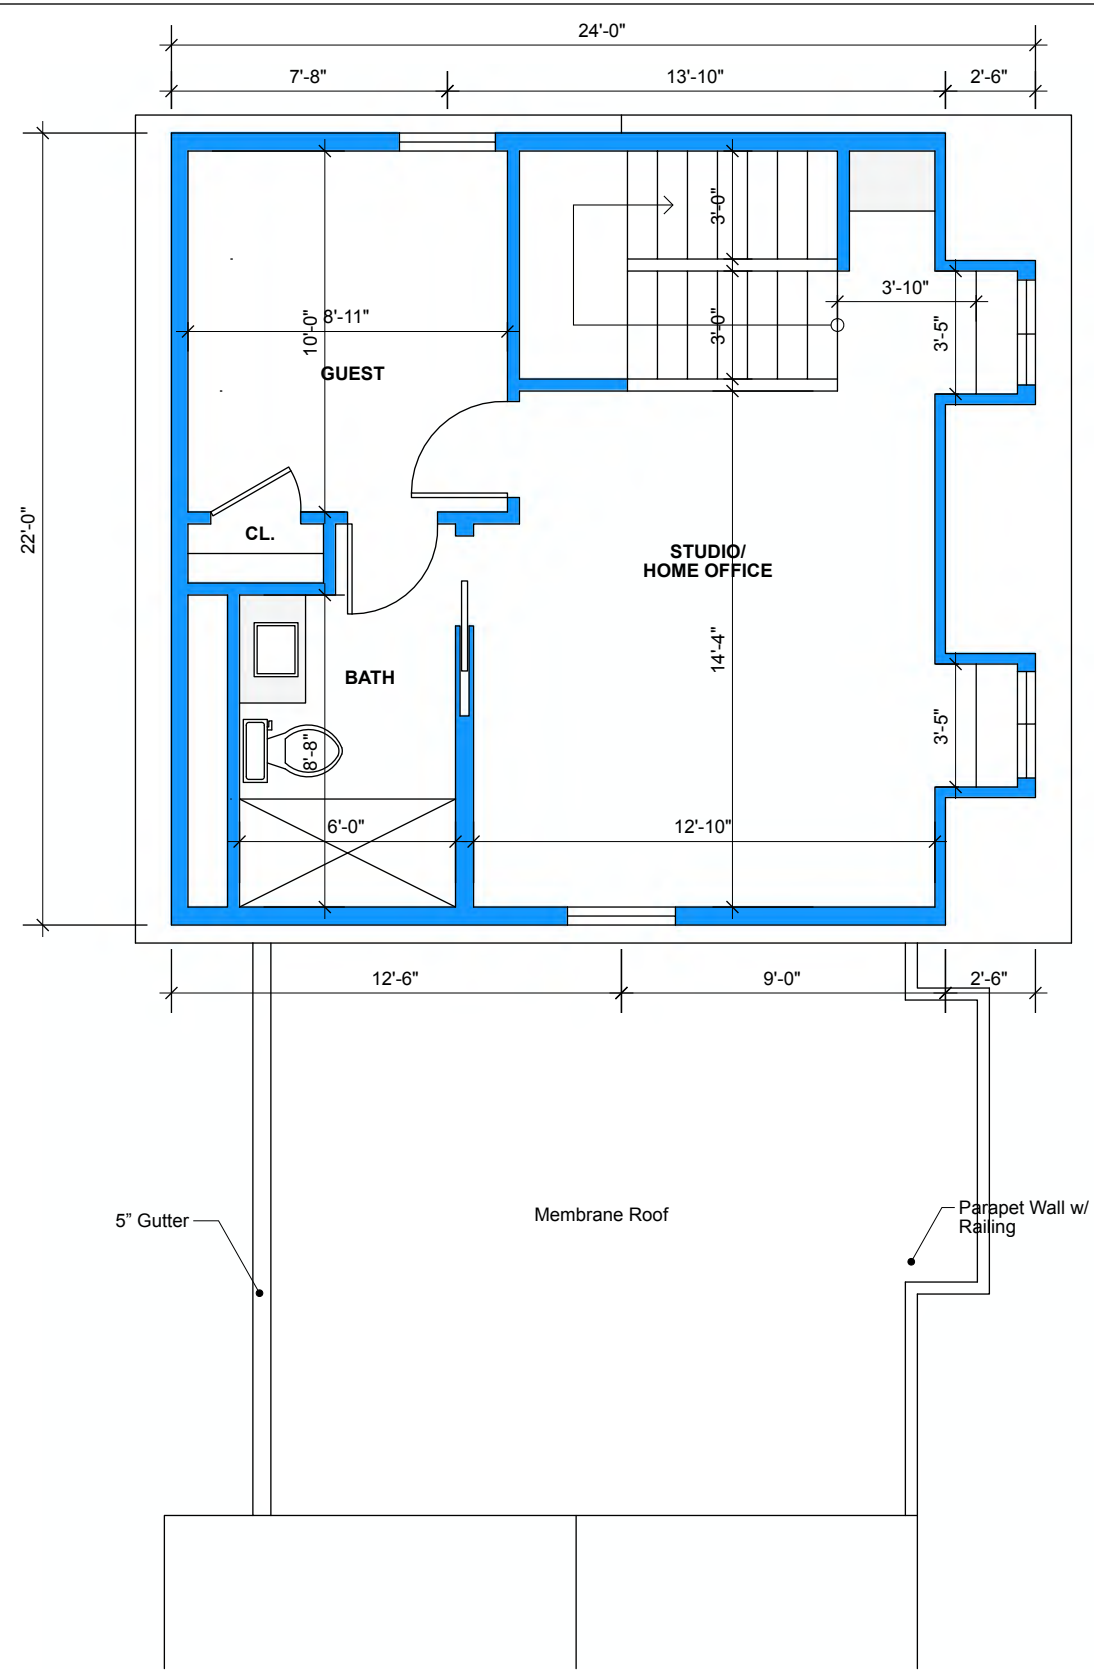 24'-0"
7'-8"
13'-10"
2'-6"
3'-0"
3'-10"
8'-11"
10'-0"
3'-0"
3'-5"
GUEST
22'-0"
CL.
STUDIO/
HOME OFFICE
14'-4"
BATH
3'-5"
8'-8"
6'-0"
12'-10"
12'-6"
9'-0"
2'-6"
5” Gutter
Membrane Roof
Parapet Wall w/
Railing